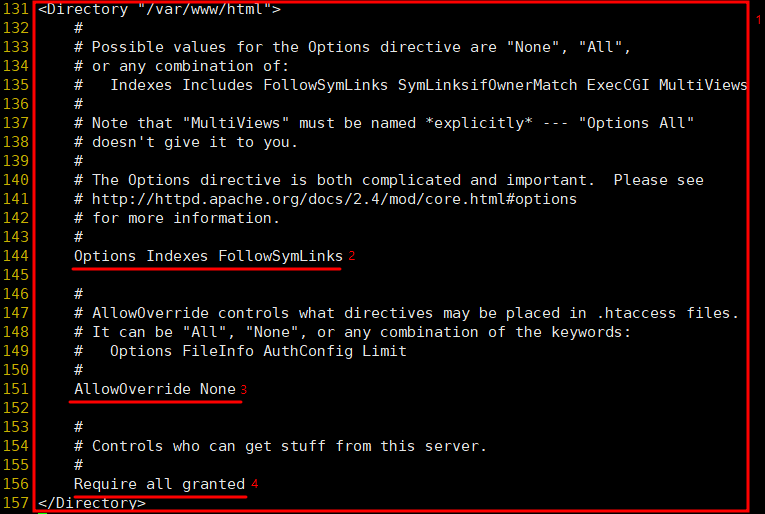 131 <Directory "/var/www/html"> 1
132     #
133     # Possible values for the Options directive are "None", "All",
134     # or any combination of:
135     #   Indexes Includes FollowSymLinks SymLinksifOwnerMatch ExecCGI MultiViews
136     #
137     # Note that "MultiViews" must be named *explicitly* --- "Options All"
138     # doesn't give it to you.
139     #
140     # The Options directive is both complicated and important.  Please see
141     # http://httpd.apache.org/docs/2.4/mod/core.html#options
142     # for more information.
143     #
144     Options Indexes FollowSymLinks 2
145
146     #
147     # AllowOverride controls what directives may be placed in .htaccess files.
148     # It can be "All", "None", or any combination of the keywords:
149     #   Options FileInfo AuthConfig Limit
150     #
151     AllowOverride None 3
152
153     #
154     # Controls who can get stuff from this server.
155     #
156     Require all granted 4
157 </Directory>